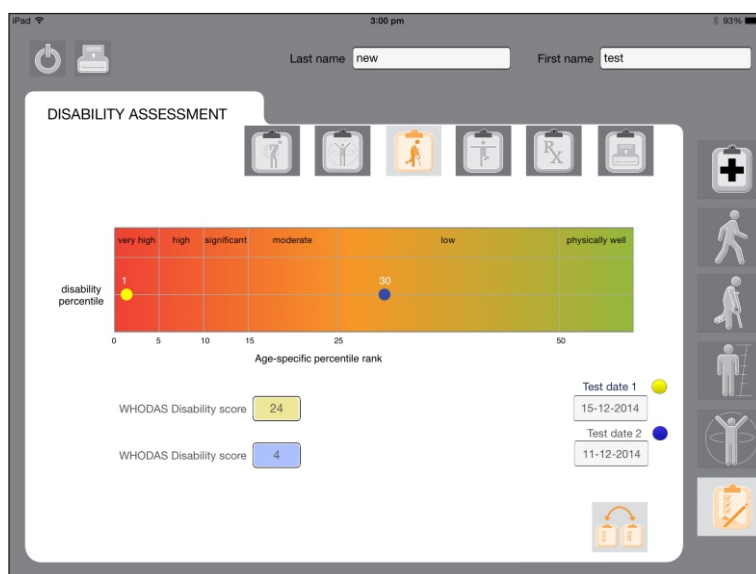 iPad 3:00 pm 93%
Last name new First name test
DISABILITY ASSESSMENT
RX
very high high significant moderate low physically well
1 30
disability
percentile
0 5 10 15 25 50
Age-specific percentile rank
Test date 1
WHODAS Disability score 24 15-12-2014
Test date 2
WHODAS Disability score 4 11-12-2014